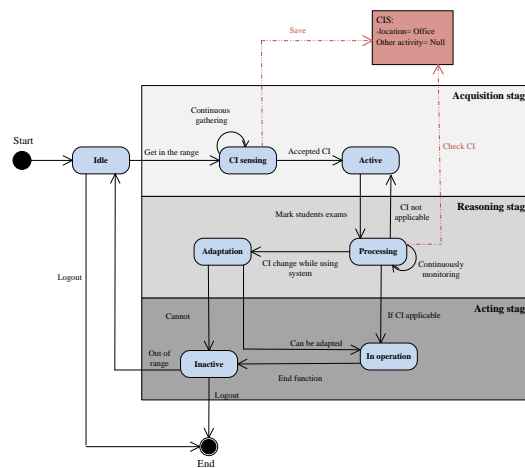 CIS:
-location= Office
Other activity= Null
Save
Acquisition stag
Continuous
gathering
Start
Idle
Get in the range
CI sensing
Accepted CI
Active
Check CI
Mark students exams
CI not
applicable
Reasoning stag
Adaptation
Processing
CI change while using
system
Continuously
monitoring
Logout
Acting stag
Cannot
If CI applicable
Can be adapted
Out of
range
Inactive
In operation
End function
Logout
End